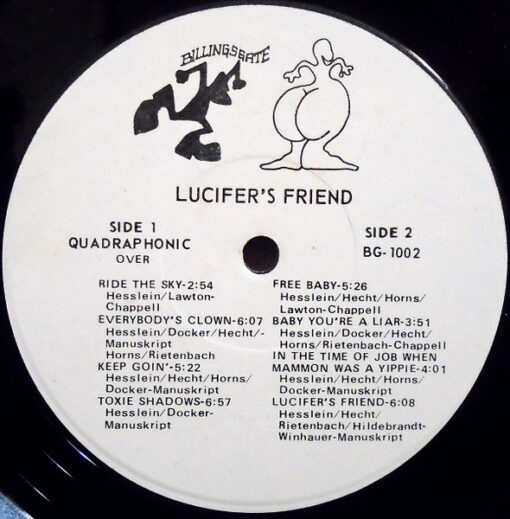 BILLINGSGATE
LUCIFER'S FRIEND
SIDE 1
QUADRAPHONIC
OVER
SIDE 2
BG-1002
RIDE THE SKY-2:54
Hesslein/Lawton-
Chappell
EVERYBODY'S CLOWN-6:07
Hesslein/Docker/Hecht/-
Manuskript
Horns/Rietenbach
KEEP GOIN'-5:22
Hesslein/Hecht/Horns/
Docker-Manuskript
TOXIE SHADOWS-6:57
Hesslein/Docker-
Manuskript
FREE BABY-5:26
Hesslein/Hecht/Horns/
Lawton-Chappell
BABY YOU'RE A LIAR-3:51
Hesslein/Docker/Hecht/
Horns/Rietenbach-Chappell
IN THE TIME OF JOB WHEN
MAMMON WAS A YIPPIE-4:01
Hesslein/Hecht/Horns/
Docker-Manuskript
LUCIFER'S FRIEND-6:08
Hesslein/Hecht/
Rietenbach/Hildebrandt-
Winhauer-Manuskript